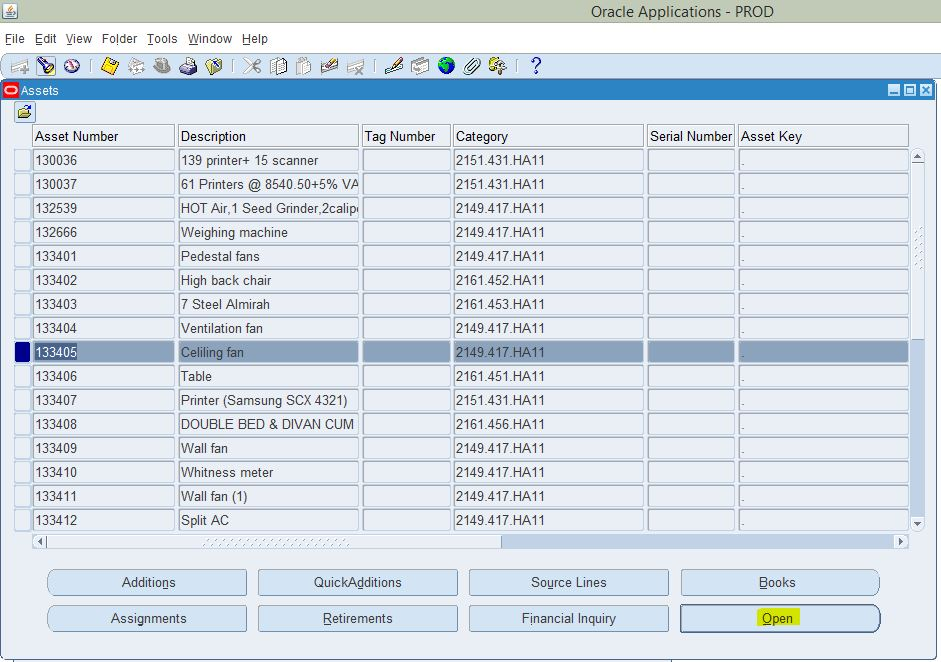 Oracle Applications - PROD
File Edit View Folder Tools Window Help
Assets
Asset Number Description Tag Number Category Serial Number Asset Key
130036 139 printer+ 15 scanner 2151.431.HA11 .
130037 61 Printers @ 8540.50+5% VA 2151.431.HA11 .
132539 HOT Air,1 Seed Grinder,2calipe 2149.417.HA11 .
132666 Weighing machine 2149.417.HA11 .
133401 Pedestal fans 2149.417.HA11 .
133402 High back chair 2161.452.HA11 .
133403 7 Steel Almirah 2161.453.HA11 .
133404 Ventilation fan 2149.417.HA11 .
133405 Celiling fan 2149.417.HA11 .
133406 Table 2161.451.HA11 .
133407 Printer (Samsung SCX 4321) 2151.431.HA11 .
133408 DOUBLE BED & DIVAN CUM 2161.456.HA11 .
133409 Wall fan 2149.417.HA11 .
133410 Whitness meter 2149.417.HA11 .
133411 Wall fan (1) 2149.417.HA11 .
133412 Split AC 2149.417.HA11 .
Additions QuickAdditions Source Lines Books
Assignments Retirements Financial Inquiry Open